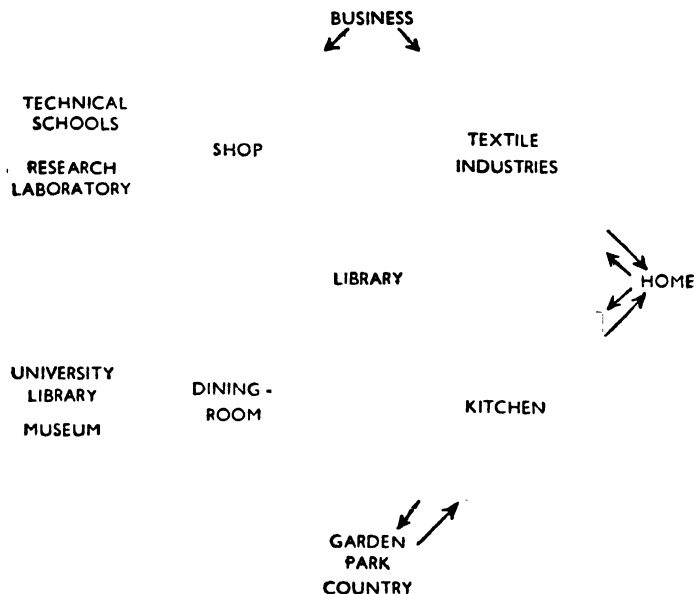 BUSINESS
TECHNICAL
SCHOOLS
SHOP
TEXTILE
INDUSTRIES
RESEARCH
LABORATORY
LIBRARY
HOME
UNIVERSITY
LIBRARY
MUSEUM
DINING-
ROOM
KITCHEN
GARDEN
PARK
COUNTRY